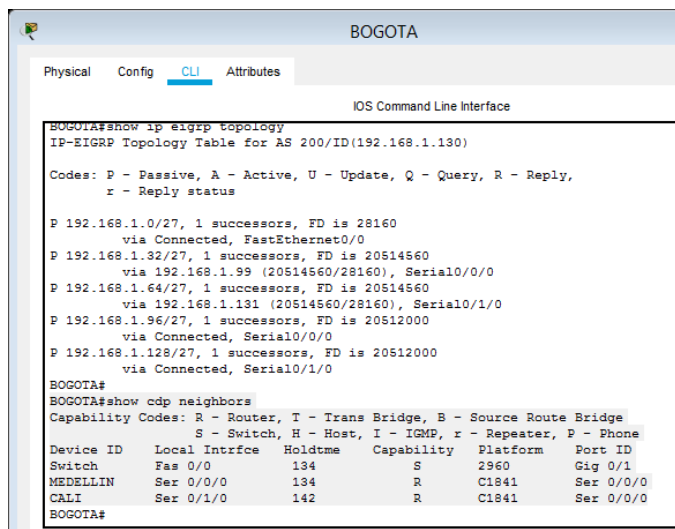 BOGOTA
Physical Config CLI Attributes
IOS Command Line Interface
BOGOTA#show ip eigrp topology
IP-EIGRP Topology Table for AS 200/ID(192.168.1.130)
Codes: P - Passive, A - Active, U - Update, Q - Query, R - Reply,
r - Reply status
P 192.168.1.0/27, 1 successors, FD is 28160
via Connected, FastEthernet0/0
P 192.168.1.32/27, 1 successors, FD is 20514560
via 192.168.1.99 (20514560/28160), Serial0/0/0
P 192.168.1.64/27, 1 successors, FD is 20514560
via 192.168.1.131 (20514560/28160), Serial0/1/0
P 192.168.1.96/27, 1 successors, FD is 20512000
via Connected, Serial0/0/0
P 192.168.1.128/27, 1 successors, FD is 20512000
via Connected, Serial0/1/0
BOGOTA#
BOGOTA#show cdp neighbors
Capability Codes: R - Router, T - Trans Bridge, B - Source Route Bridge
S - Switch, H - Host, I - IGMP, r - Repeater, P - Phone
Device ID Local Intrfce Holdtme Capability Platform Port ID
Switch Fas 0/0 134 S 2960 Gig 0/1
MEDELLIN Ser 0/0/0 134 R C1841 Ser 0/0/0
CALI Ser 0/1/0 142 R C1841 Ser 0/0/0
BOGOTA#